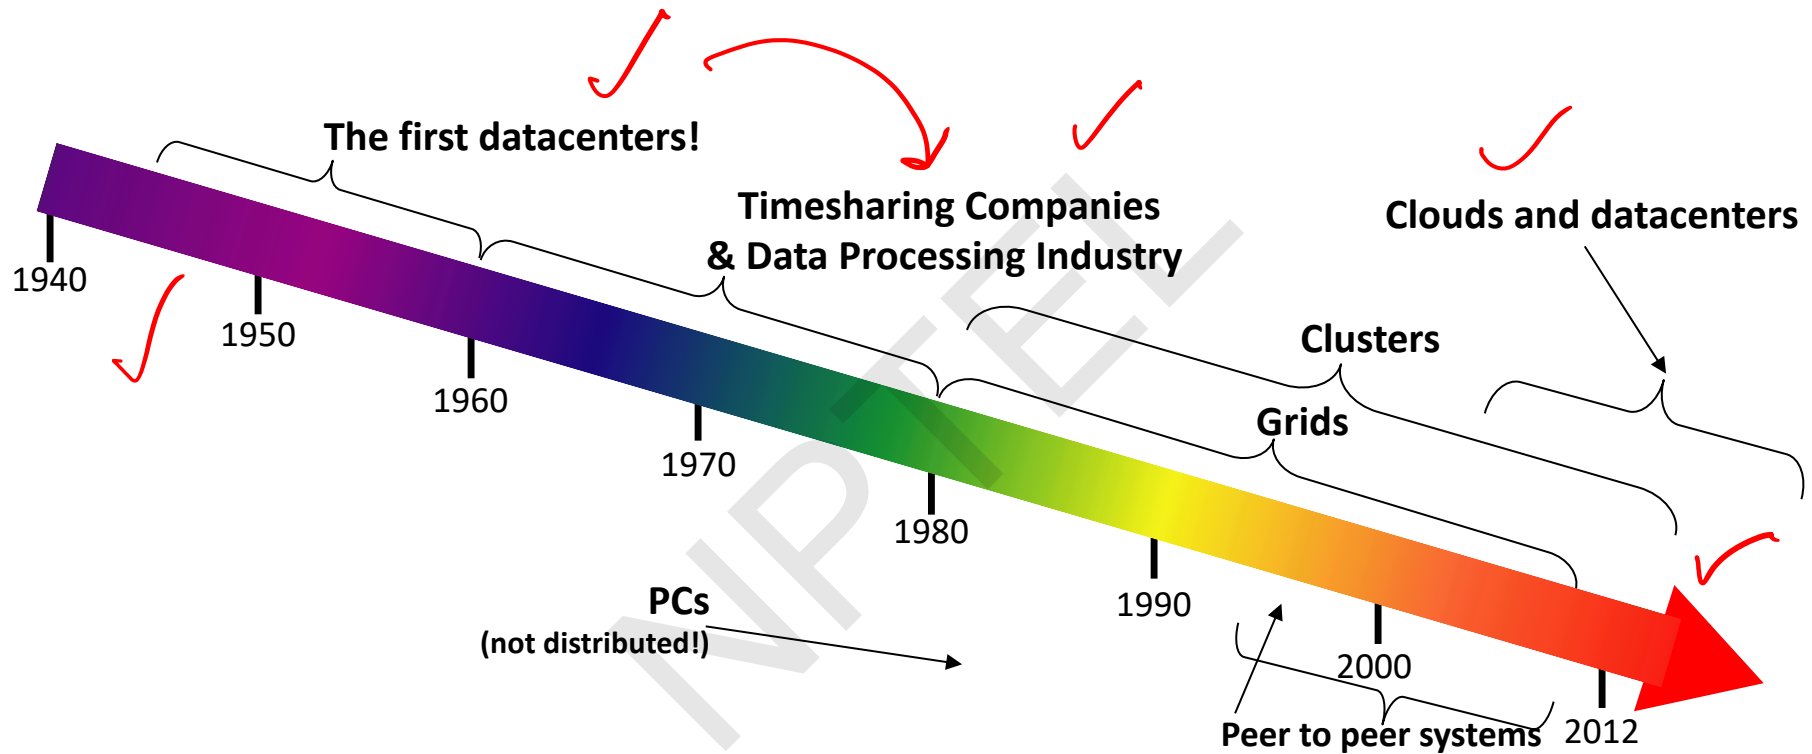 The first datacenters!
Timesharing Companies
& Data Processing Industry
Clouds and datacenters
1940
1950
Clusters
1960
Grids
1970
1980
PCs
(not distributed!)
1990
2000
Peer to peer systems
2012
NPTEL